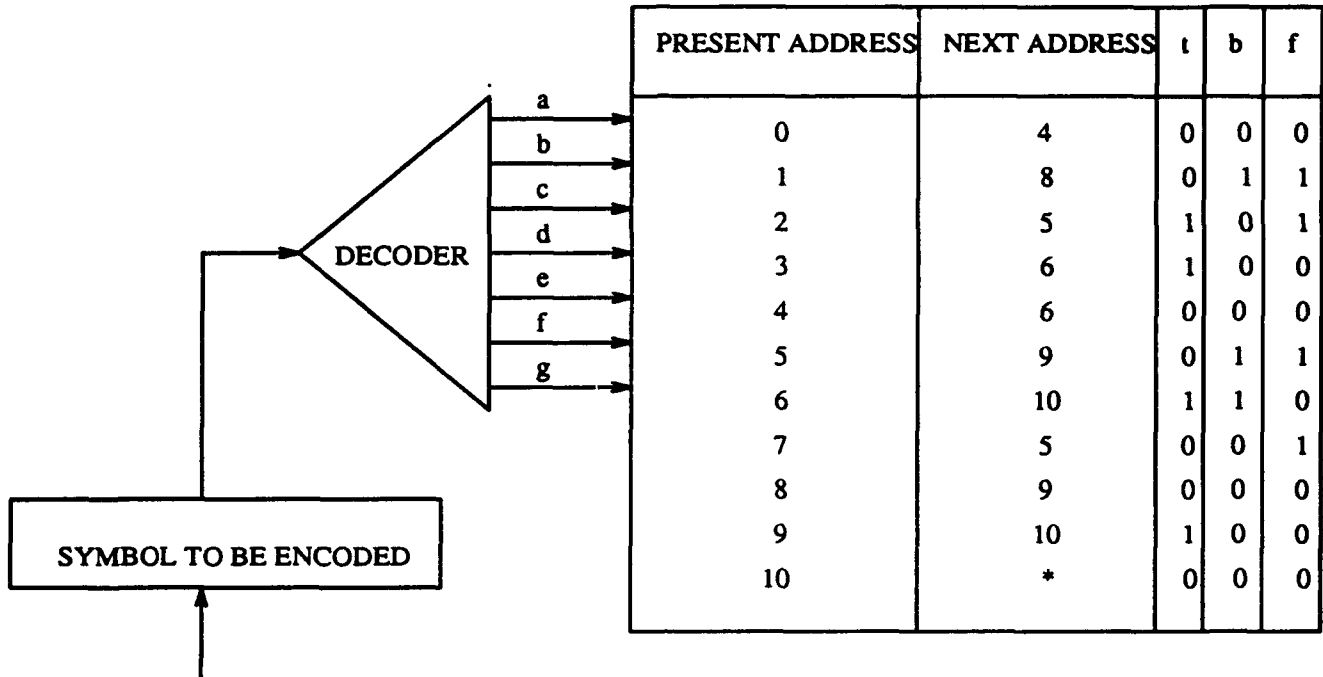 PRESENT ADDRESS NEXT ADDRESS t b f
a
b
c
d
e
f
g
DECODER
SYMBOL TO BE ENCODED
0 4 0 0 0
1 8 0 1 1
2 5 1 0 1
3 6 1 0 0
4 6 0 0 0
5 9 0 1 1
6 10 1 1 0
7 5 0 0 1
8 9 0 0 0
9 10 1 0 0
10 * 0 0 0